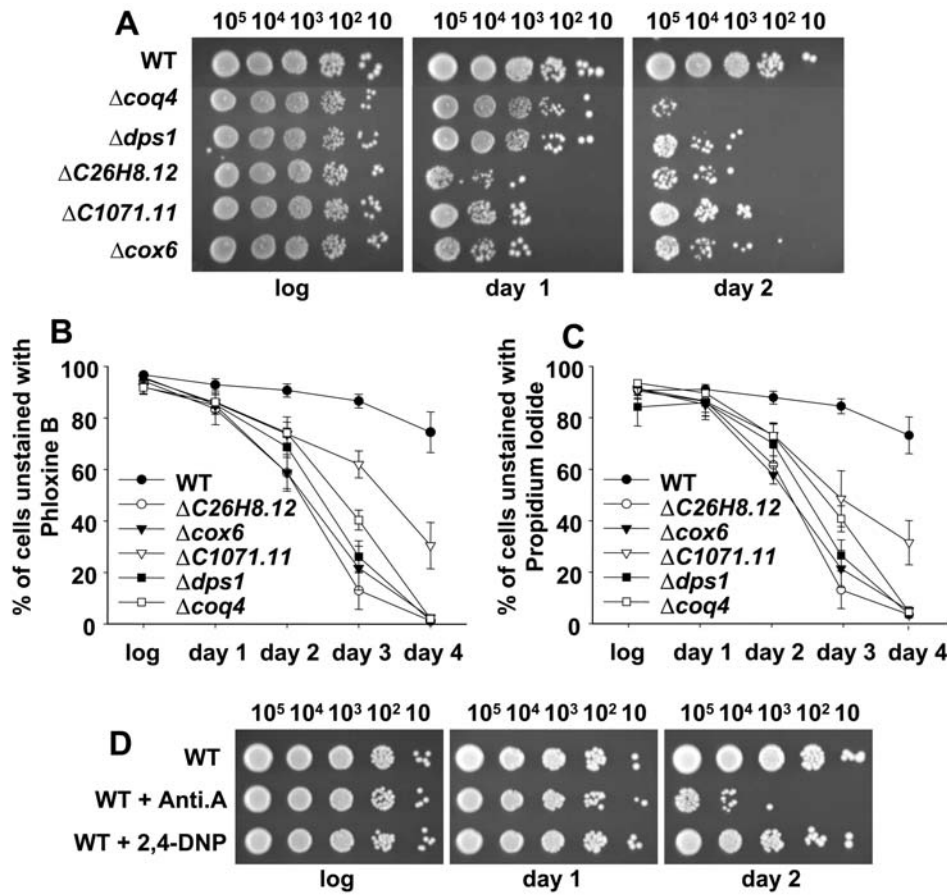 A
10⁵ 10⁴ 10³ 10² 10 10⁵ 10⁴ 10³ 10² 10 10⁵ 10⁴ 10³ 10² 10
WT
Δcoq4
Δdps1
ΔC26H8.12
ΔC1071.11
Δcox6
log day 1 day 2
B
% of cells unstained with
Phloxine B
100
80
60
40
20
0
WT
ΔC26H8.12
Δcox6
ΔC1071.11
Δdps1
Δcoq4
log day 1 day 2 day 3 day 4
C
% of cells unstained with
Propidium Iodide
100
80
60
40
20
0
WT
ΔC26H8.12
Δcox6
ΔC1071.11
Δdps1
Δcoq4
log day 1 day 2 day 3 day 4
D
10⁵ 10⁴ 10³ 10² 10 10⁵ 10⁴ 10³ 10² 10 10⁵ 10⁴ 10³ 10² 10
WT
WT + Anti.A
WT + 2,4-DNP
log day 1 day 2